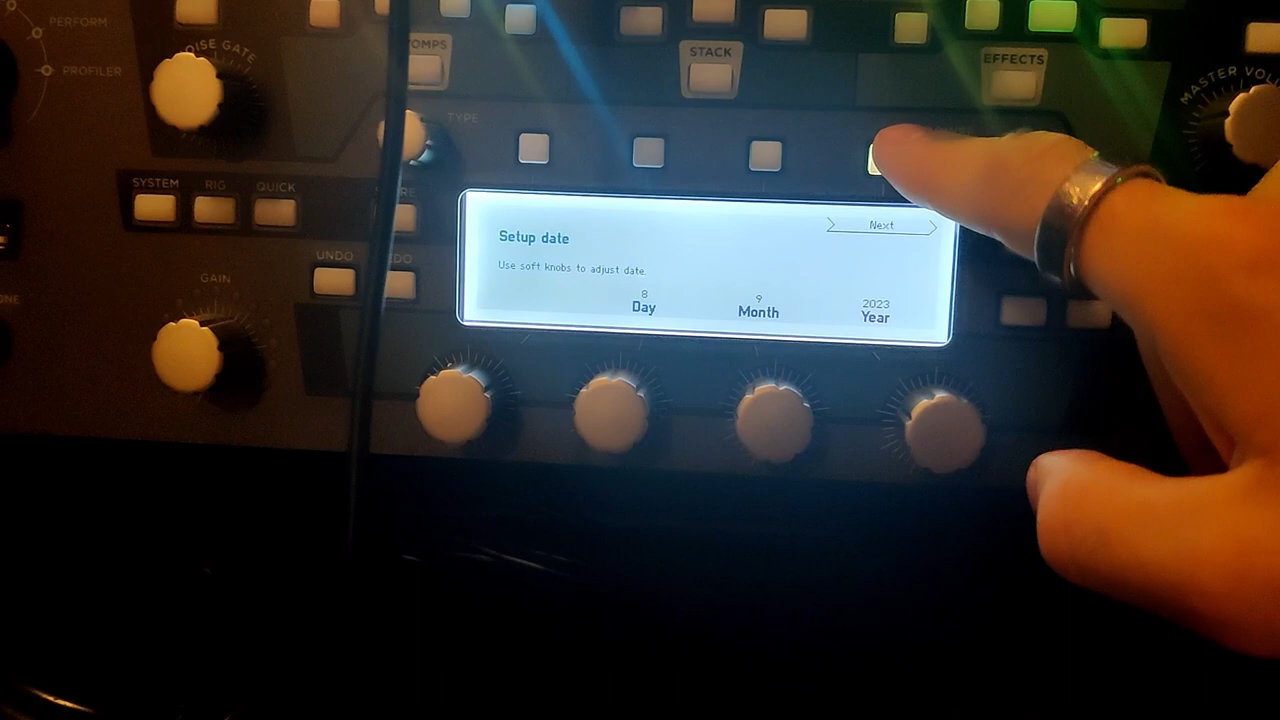 PERFORM
PROFILER
NOISE GATE
STACK
EFFECTS
TYPE
SYSTEM
RIG
QUICK
UNDO
GAIN
MASTER
Next
Setup date
Use soft knobs to adjust date.
8
9
2023
Day
Month
Year